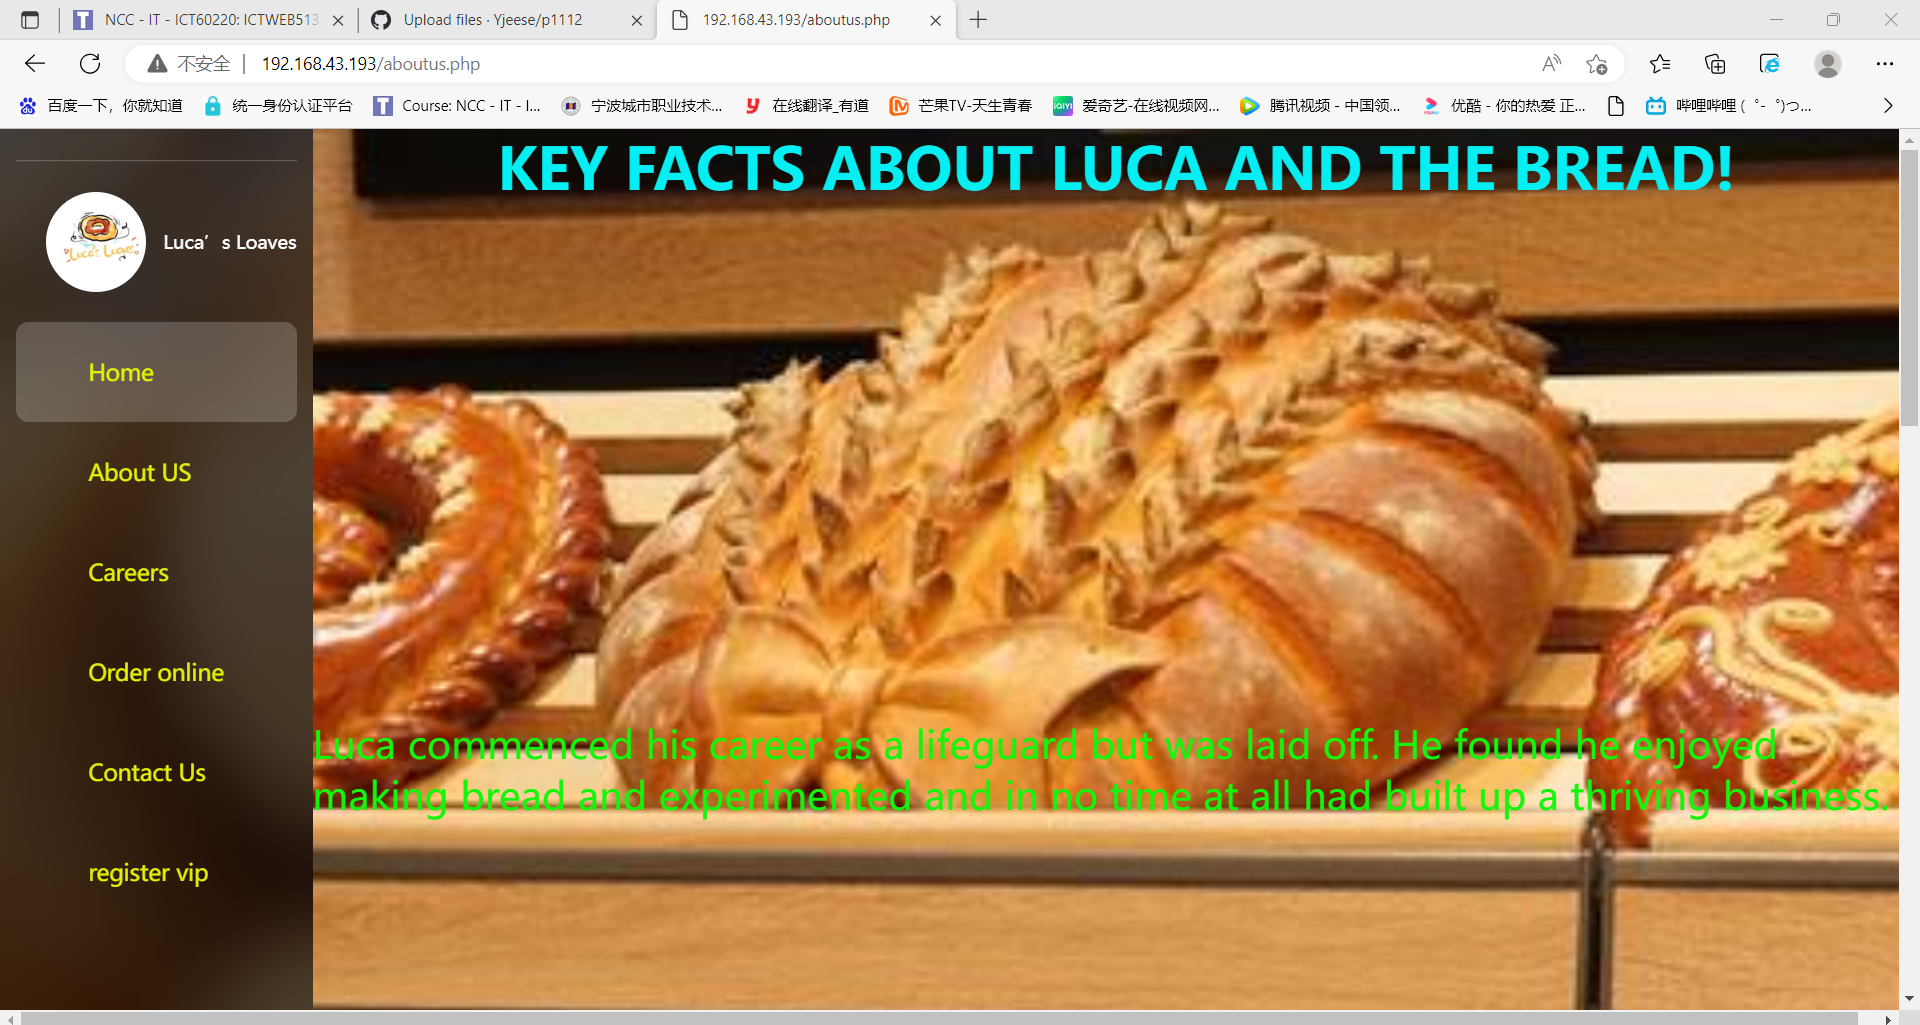 NCC - IT - ICT60220: ICTWEB513
Upload files · Yjeese/p1112
192.168.43.193/aboutus.php
不安全
192.168.43.193/aboutus.php
百度一下，你就知道
统一身份认证平台
Course: NCC - IT - I...
宁波城市职业技术...
在线翻译_有道
芒果TV-天生青春
爱奇艺-在线视频网...
腾讯视频 - 中国领...
优酷 - 你的热爱 正...
哔哩哔哩 (゜-゜)つ...
KEY FACTS ABOUT LUCA AND THE BREAD!
Luca's Loaves
Luca′s Loaves
Home
About US
Careers
Order online
Contact Us
register vip
Luca commenced his career as a lifeguard but was laid off. He found he enjoyed
making bread and experimented and in no time at all had built up a thriving business.